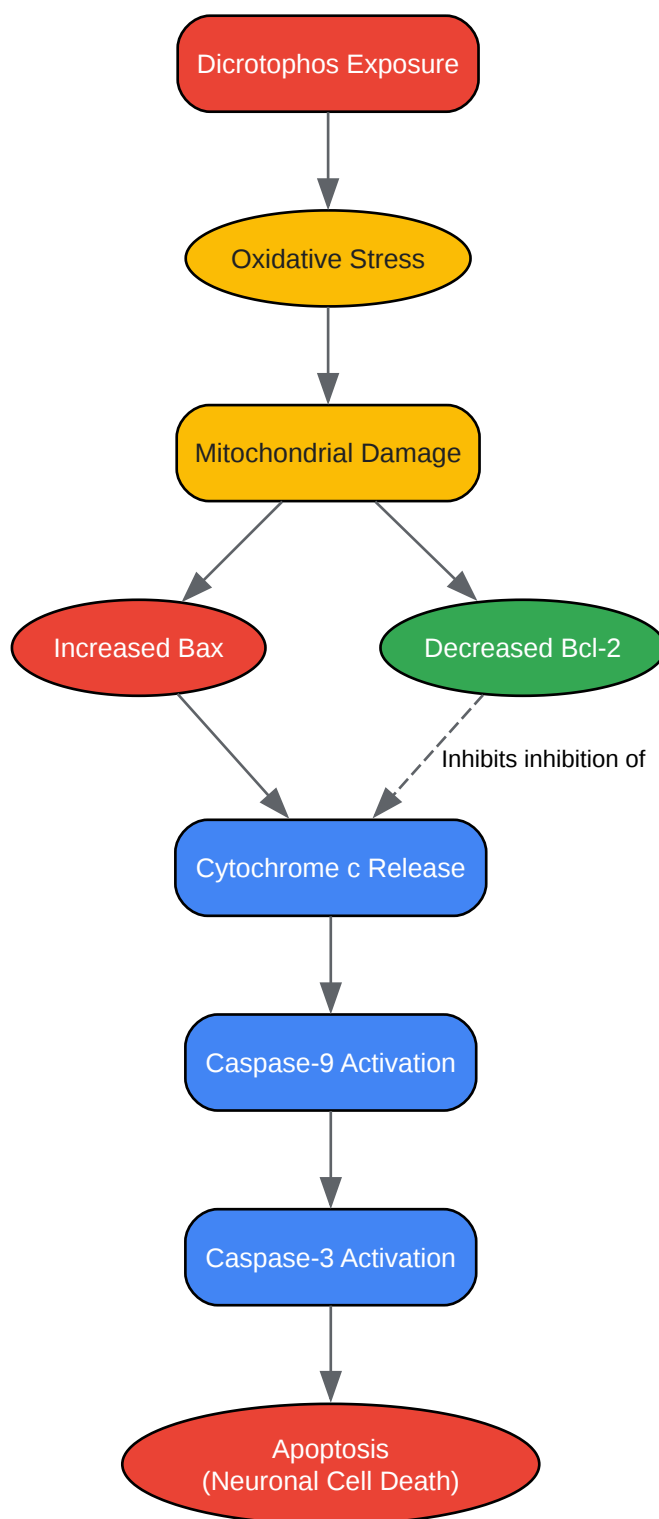 Dicrotophos Exposure
Oxidative Stress
Mitochondrial Damage
Increased Bax
Decreased Bcl-2
Inhibits inhibition of
Cytochrome c Release
Caspase-9 Activation
Caspase-3 Activation
Apoptosis
(Neuronal Cell Death)